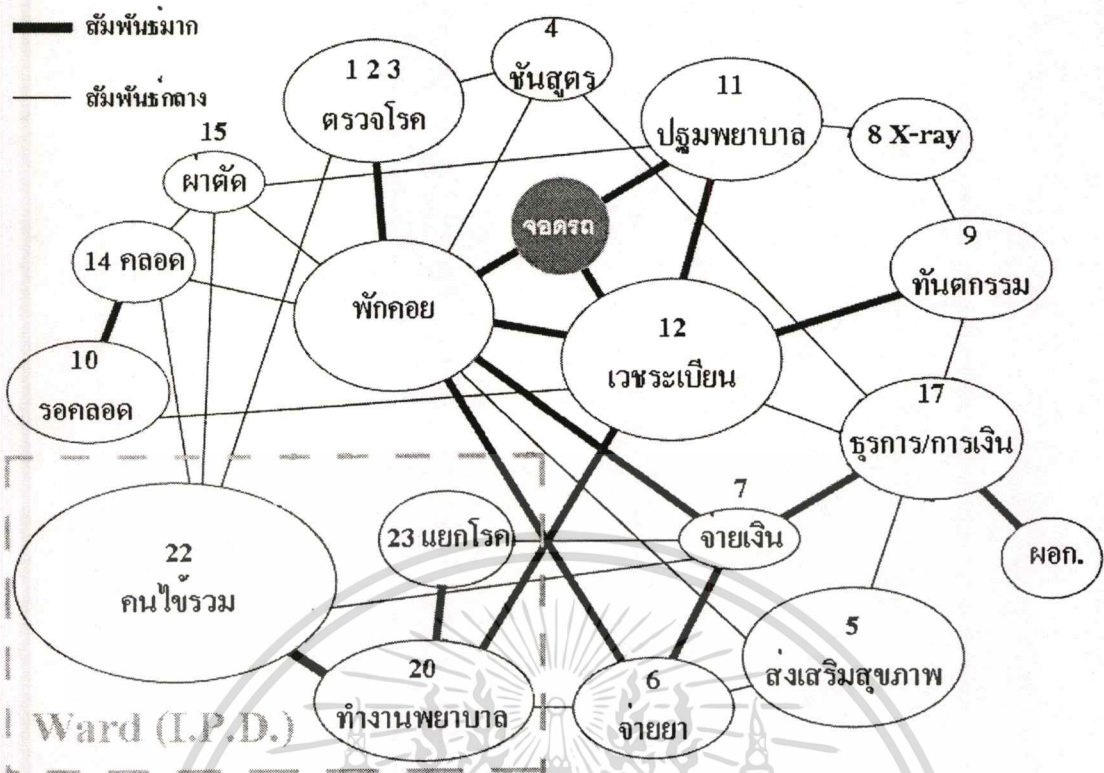 สัมพันธ์มาก
สัมพันธ์กลาง
1 2 3
ตรวจโรค
4
ชันสูตร
11
ปฐมพยาบาล
8 X-ray
15
ผ่าตัด
จอดรถ
14 คลอด
9
ทันตกรรม
พักคอย
12
เวชระเบียน
10
รอคลอด
17
ธุรการ/การเงิน
7
จายเงิน
23 แยกโรค
ผอก.
22
คนไข้รวม
5
ส่งเสริมสุขภาพ
20
ทำงานพยาบาล
6
จ่ายยา
Ward (I.P.D.)